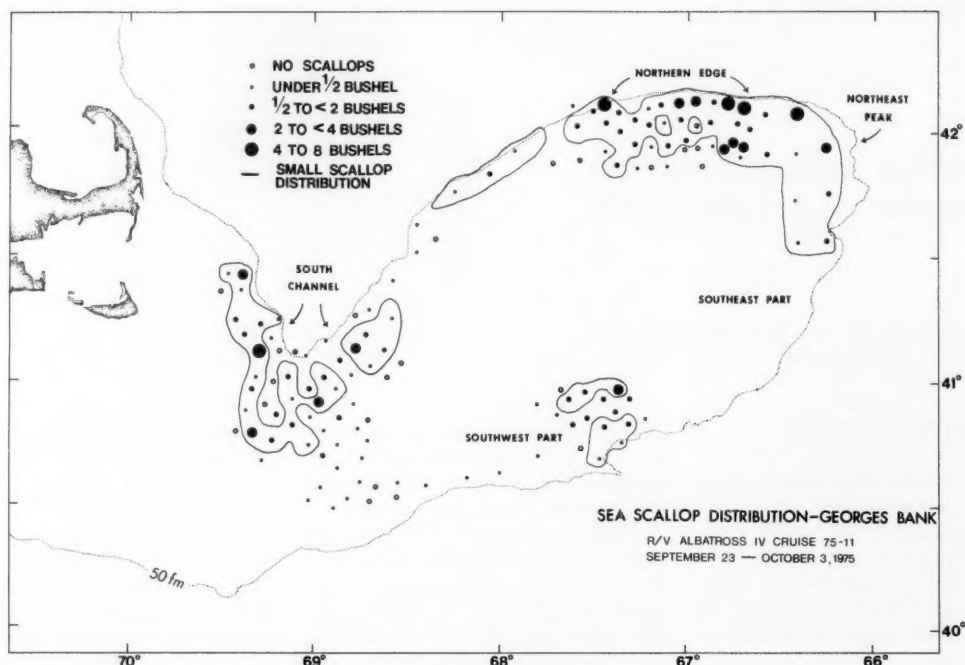 NO SCALLOPS
UNDER 1/2 BUSHEL
1/2 TO < 2 BUSHELS
2 TO < 4 BUSHELS
4 TO 8 BUSHELS
SMALL SCALLOP
DISTRIBUTION
NORTHERN EDGE
NORTHEAST
PEAK
42°
SOUTH
CHANNEL
SOUTHEAST PART
41°
SOUTHWEST PART
SEA SCALLOP DISTRIBUTION-GEORGES BANK
R/V ALBATROSS IV CRUISE 75-11
SEPTEMBER 23 — OCTOBER 3, 1975
50 fm
40°
70° 69° 68° 67° 66°